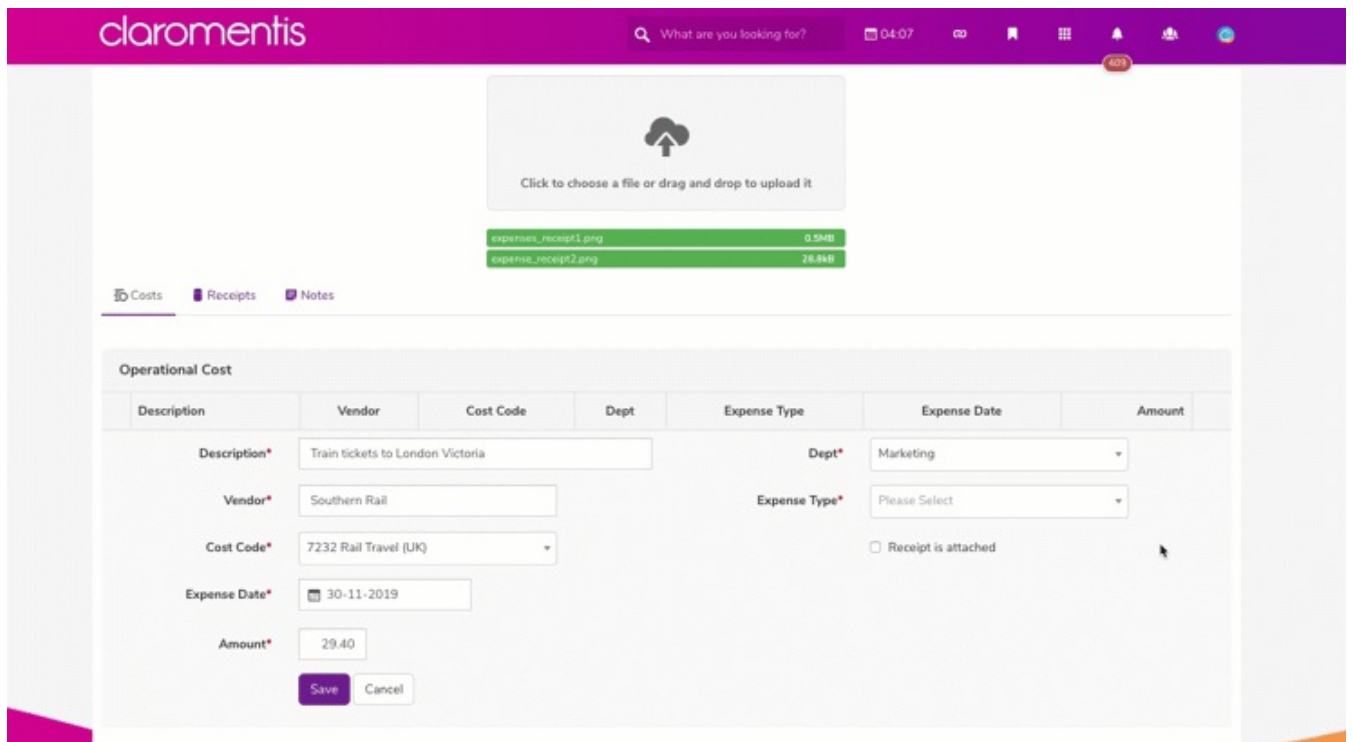 claromentis
What are you looking for? 04:07
409
Click to choose a file or drag and drop to upload it
expenses_receipt1.png 0.5MB
expense_receipt2.png 28.8kB
Costs Receipts Notes
Operational Cost
Description Vendor Cost Code Dept Expense Type Expense Date Amount
Description* Train tickets to London Victoria Dept* Marketing
Vendor* Southern Rail Expense Type* Please Select
Cost Code* 7232 Rail Travel (UK) Receipt is attached
Expense Date* 30-11-2019
Amount* 29.40
Save Cancel